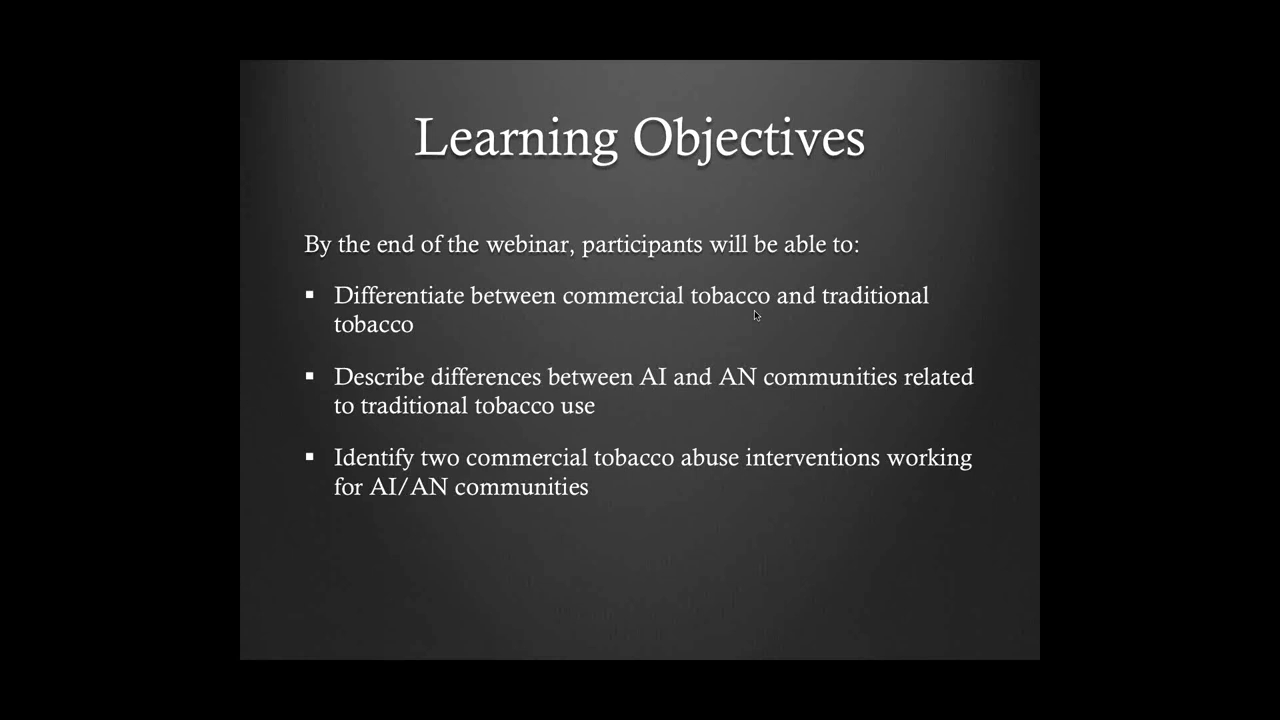 Learning Objectives
By the end of the webinar, participants will be able to:
▪ Differentiate between commercial tobacco and traditional
tobacco
▪ Describe differences between AI and AN communities related
to traditional tobacco use
▪ Identify two commercial tobacco abuse interventions working
for AI/AN communities